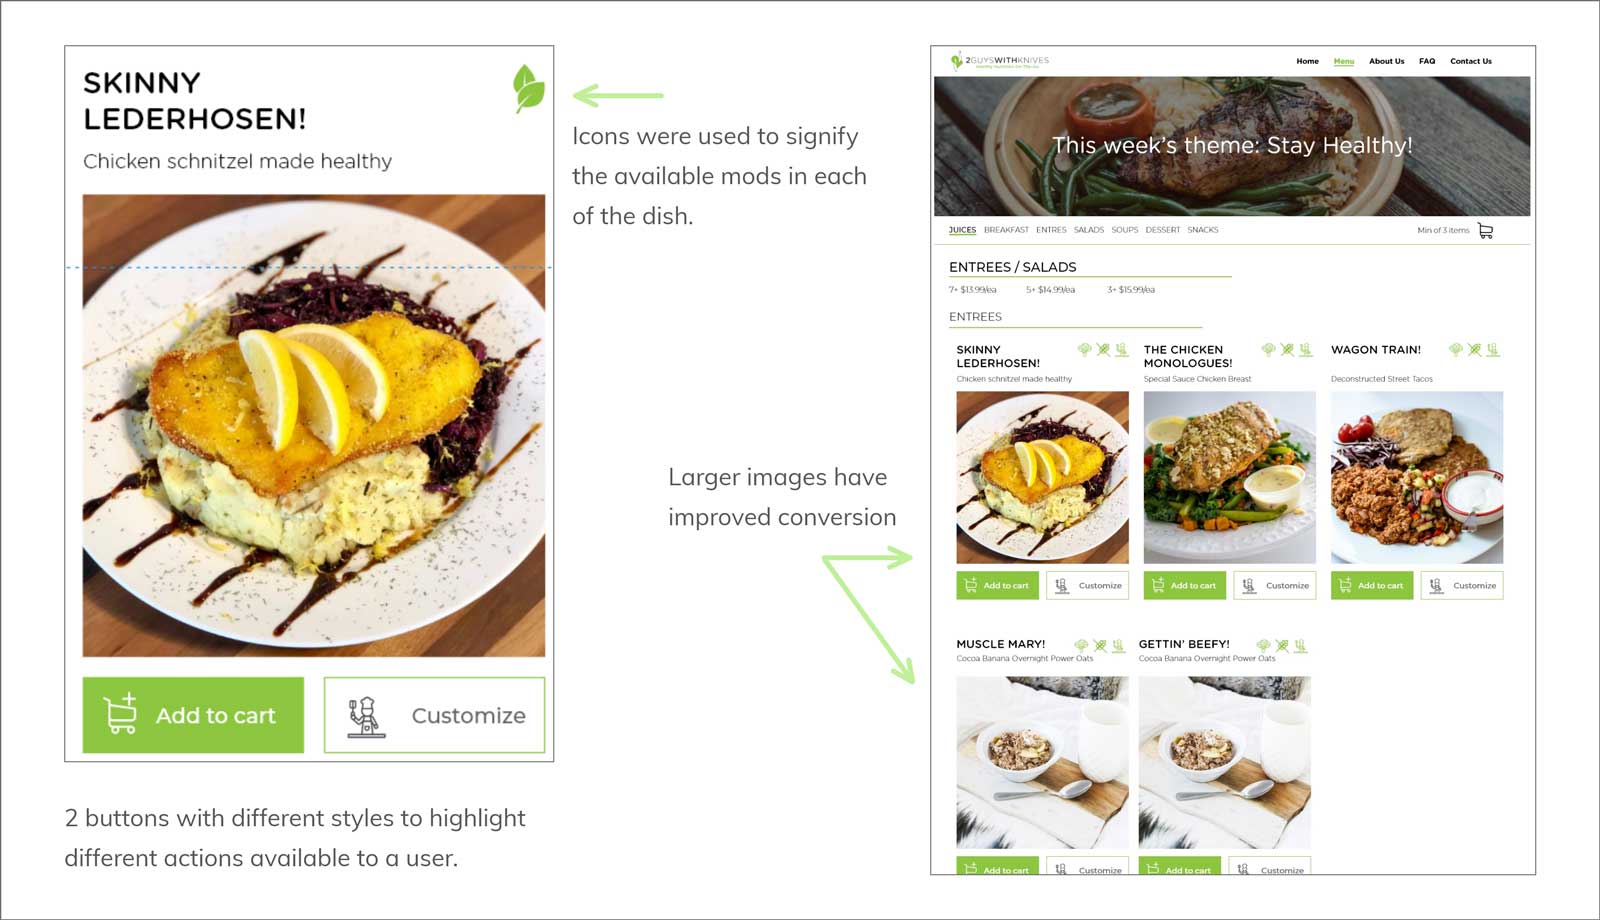 SKINNY
LEDERHOSEN!
Chicken schnitzel made healthy
Add to cart
Customize
2 buttons with different styles to highlight
different actions available to a user.
Icons were used to signify
the available mods in each
of the dish.
Larger images have
improved conversion
2GUYSWITHKNIVES
Home Menu About Us FAQ Contact Us
This week's theme: Stay Healthy!
JUICES BREAKFAST ENTRES SALADS SOUPS DESSERT SNACKS
Min of 3 items
ENTREES / SALADS
7+ $13.99/ea 5+ $14.99/ea 3+ $15.99/ea
ENTREES
SKINNY
LEDERHOSEN!
Chicken schnitzel made healthy
Add to cart Customize
THE CHICKEN
MONOLOGUES!
Special Sauce Chicken Breast
Add to cart Customize
WAGON TRAIN!
Deconstructed Street Tacos
Add to cart Customize
MUSCLE MARY!
Cocoa Banana Overnight Power Oats
Add to cart Customize
GETTIN' BEEFY!
Cocoa Banana Overnight Power Oats
Add to cart Customize